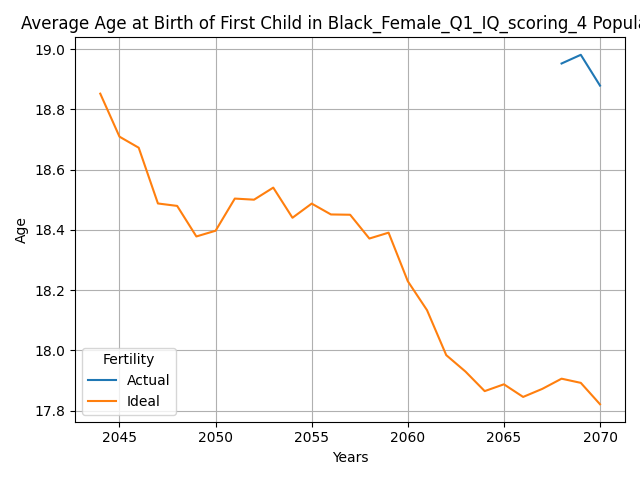 Average Age at Birth of First Child in Black_Female_Q1_IQ_scoring_4 Popula
19.0
18.8
18.6
18.4
18.2
18.0
17.8
Age
Fertility
Actual
Ideal
2045 2050 2055 2060 2065 2070
Years